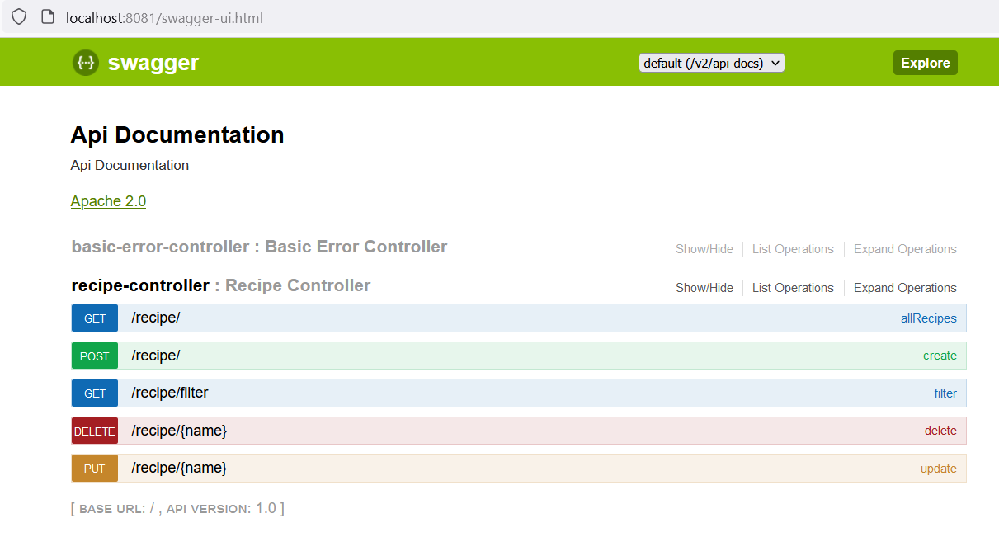 localhost:8081/swagger-ui.html
{···} swagger default (/v2/api-docs) Explore
Api Documentation
Api Documentation
Apache 2.0
basic-error-controller : Basic Error Controller Show/Hide List Operations Expand Operations
recipe-controller : Recipe Controller Show/Hide List Operations Expand Operations
GET /recipe/ allRecipes
POST /recipe/ create
GET /recipe/filter filter
DELETE /recipe/{name} delete
PUT /recipe/{name} update
[ BASE URL: / , API VERSION: 1.0 ]